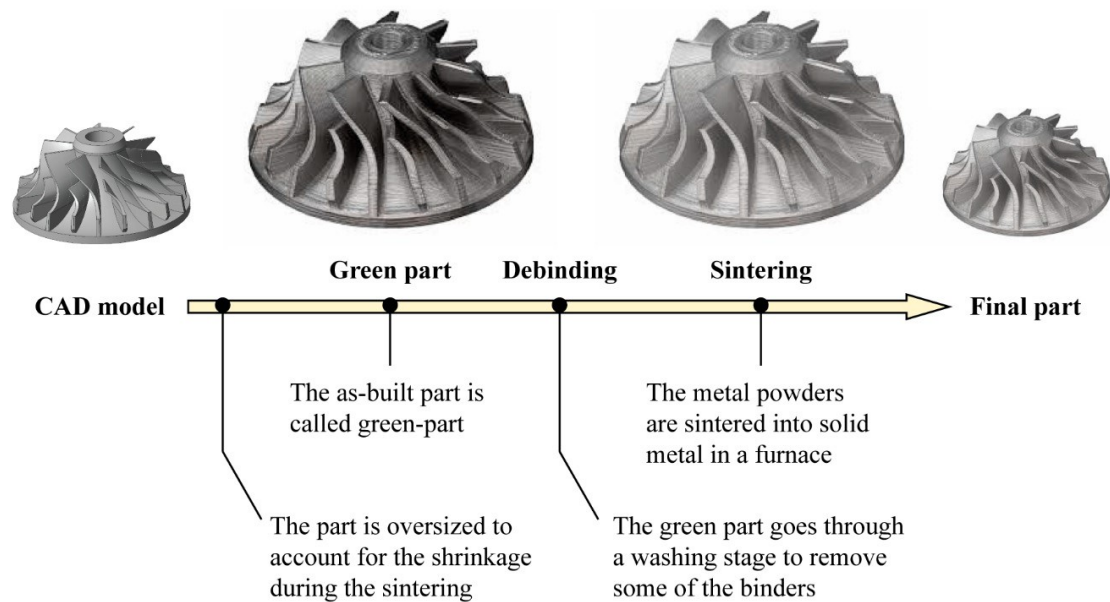 Green part
Debinding
Sintering
CAD model
Final part
The as-built part is
called green-part
The metal powders
are sintered into solid
metal in a furnace
The part is oversized to
account for the shrinkage
during the sintering
The green part goes through
a washing stage to remove
some of the binders